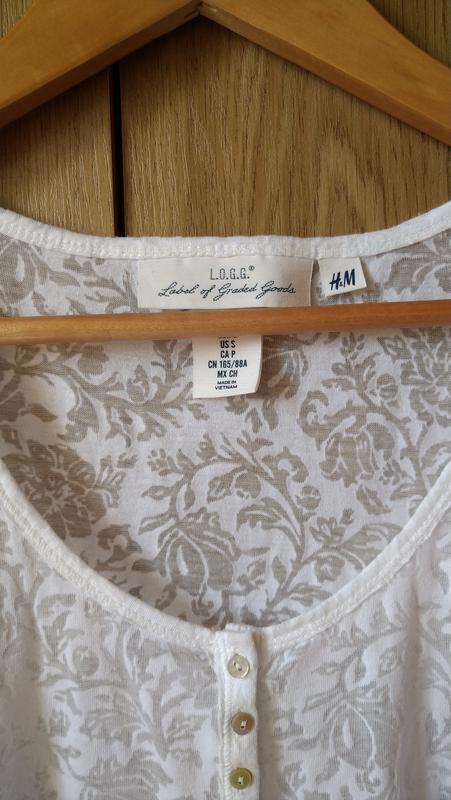 L.O.G.G.®
Label of Graded Goods
H&M
US S
CA P
CN 165/88A
MX CH
MADE IN
VIETNAM